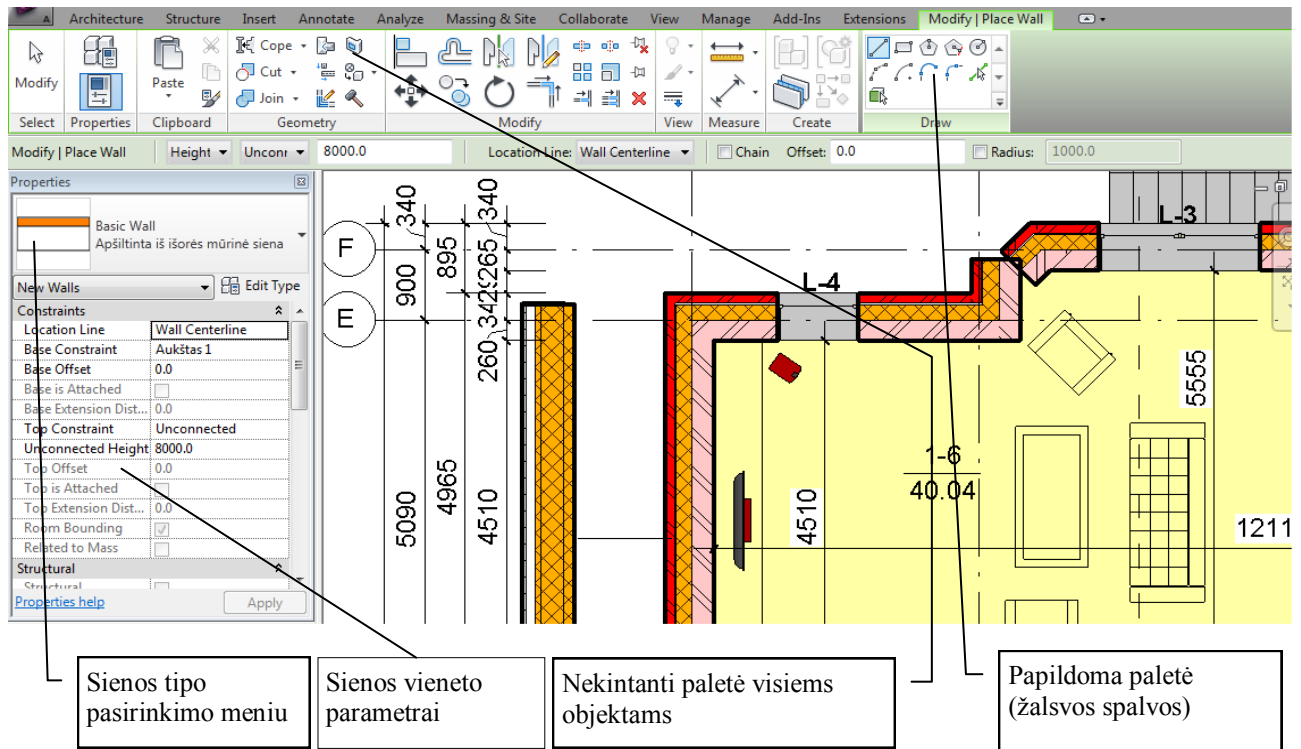 Architecture Structure Insert Annotate Analyze Massing & Site Collaborate View Manage Add-Ins Extensions Modify | Place Wall
Cope
Cut
Join
Modify
Paste
Select Properties Clipboard Geometry Modify View Measure Create Draw
Modify | Place Wall Height 8000.0 Location Line: Wall Centerline Chain Offset: 0.0 Radius: 1000.0
Properties
Basic Wall
Apšiltinta iš išorės mūrinė siena
New Walls Edit Type
Constraints
Location Line Wall Centerline
Base Constraint Aukštas 1
Base Offset 0.0
Base is Attached
Base Extension Dist... 0.0
Top Constraint Unconnected
Unconnected Height 8000.0
Top Offset 0.0
Top is Attached
Top Extension Dist... 0.0
Room Bounding
Related to Mass
Structural
Structural
Properties help Apply
F
E
340
340
895
265
900
342
260
5090
4965
4510
4510
L-4
L-3
5555
1-6
40.04
1211
Sienos tipo
pasirinkimo meniu
Sienos vieneto
parametrai
Nekintanti paletė visiems
objektams
Papildoma paletė
(žalsvos spalvos)